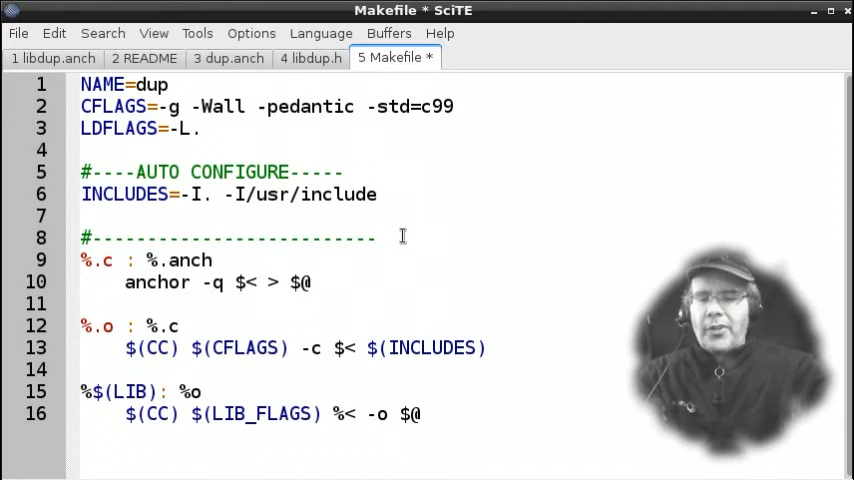 Makefile * SciTE
File Edit Search View Tools Options Language Buffers Help
1 libdup.anch 2 README 3 dup.anch 4 libdup.h 5 Makefile *
1 NAME=dup
2 CFLAGS=-g -Wall -pedantic -std=c99
3 LDFLAGS=-L.
4
5 #----AUTO CONFIGURE-----
6 INCLUDES=-I. -I/usr/include
7
8 #--------------------------
9 %.c : %.anch
10 anchor -q $< > $@
11
12 %.o : %.c
13 $(CC) $(CFLAGS) -c $< $(INCLUDES)
14
15 %$(LIB): %o
16 $(CC) $(LIB_FLAGS) %< -o $@